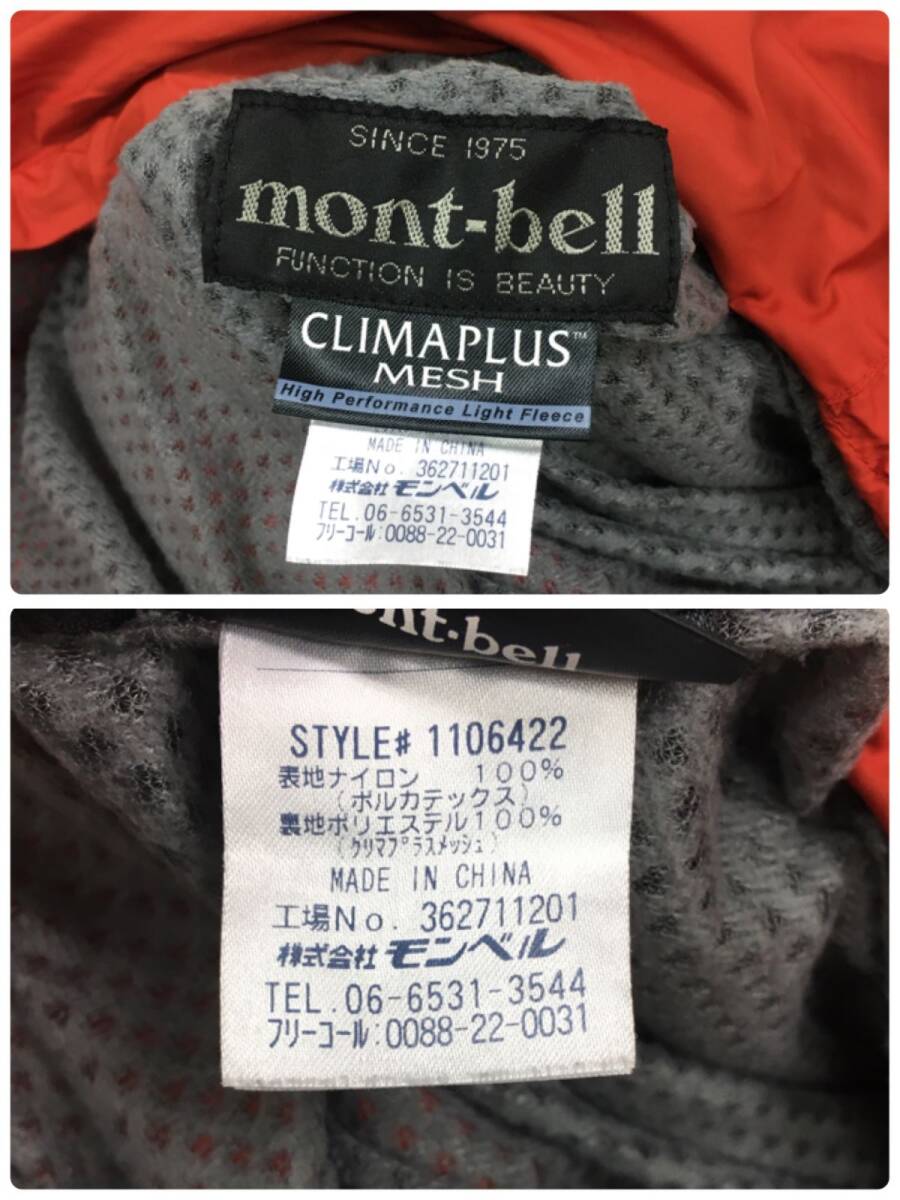 SINCE 1975
mont-bell
FUNCTION IS BEAUTY
CLIMAPLUS™
MESH
High Performance Light Fleece
MADE IN CHINA
工場No. 362711201
株式会社モンベル
TEL. 06-6531-3544
フリーコール:0088-22-0031
mont-bell
STYLE# 1106422
表地ナイロン 100%
(ポルカテックス)
裏地ポリエステル100%
(クリマプラスメッシュ)
MADE IN CHINA
工場No. 362711201
株式会社モンベル
TEL.06-6531-3544
フリーコール:0088-22-0031